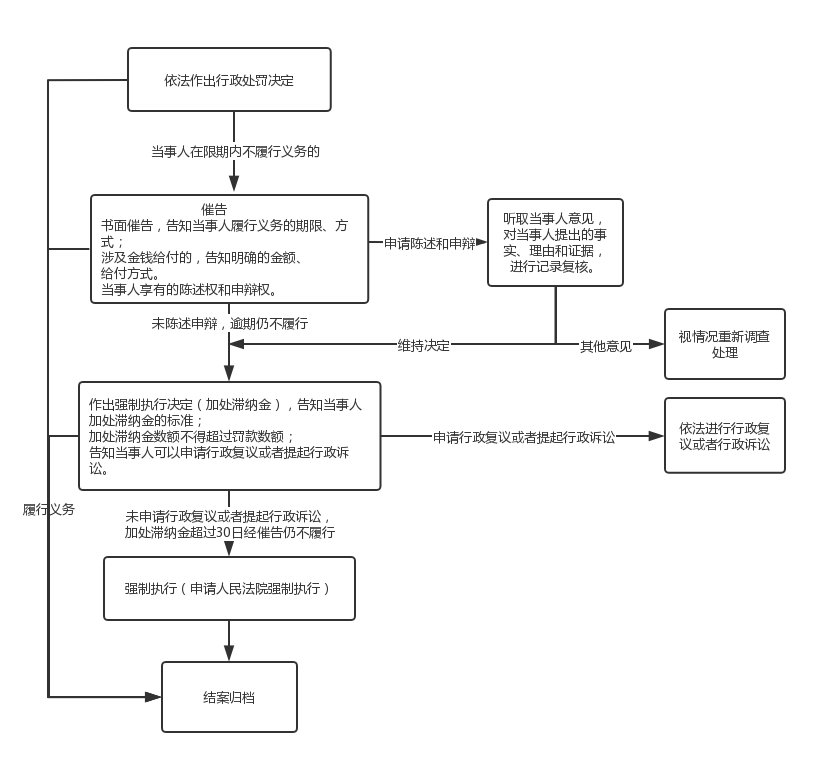 依法作出行政处罚决定
当事人在限期内不履行义务的
催告
书面催告，告知当事人履行义务的期限、方
式；
涉及金钱给付的，告知明确的金额、
给付方式。
当事人享有的陈述权和申辩权。
申请陈述和申辩
听取当事人意见，
对当事人提出的事
实、理由和证据，
进行记录复核。
未陈述申辩，逾期仍不履行
维持决定
其他意见
视情况重新调查
处理
作出强制执行决定（加处滞纳金），告知当事人
加处滞纳金的标准；
加处滞纳金数额不得超过罚款数额；
告知当事人可以申请行政复议或者提起行政诉
讼。
申请行政复议或者提起行政诉讼
依法进行行政复
议或者行政诉讼
履行义务
未申请行政复议或者提起行政诉讼，
加处滞纳金超过30日经催告仍不履行
强制执行（申请人民法院强制执行）
结案归档